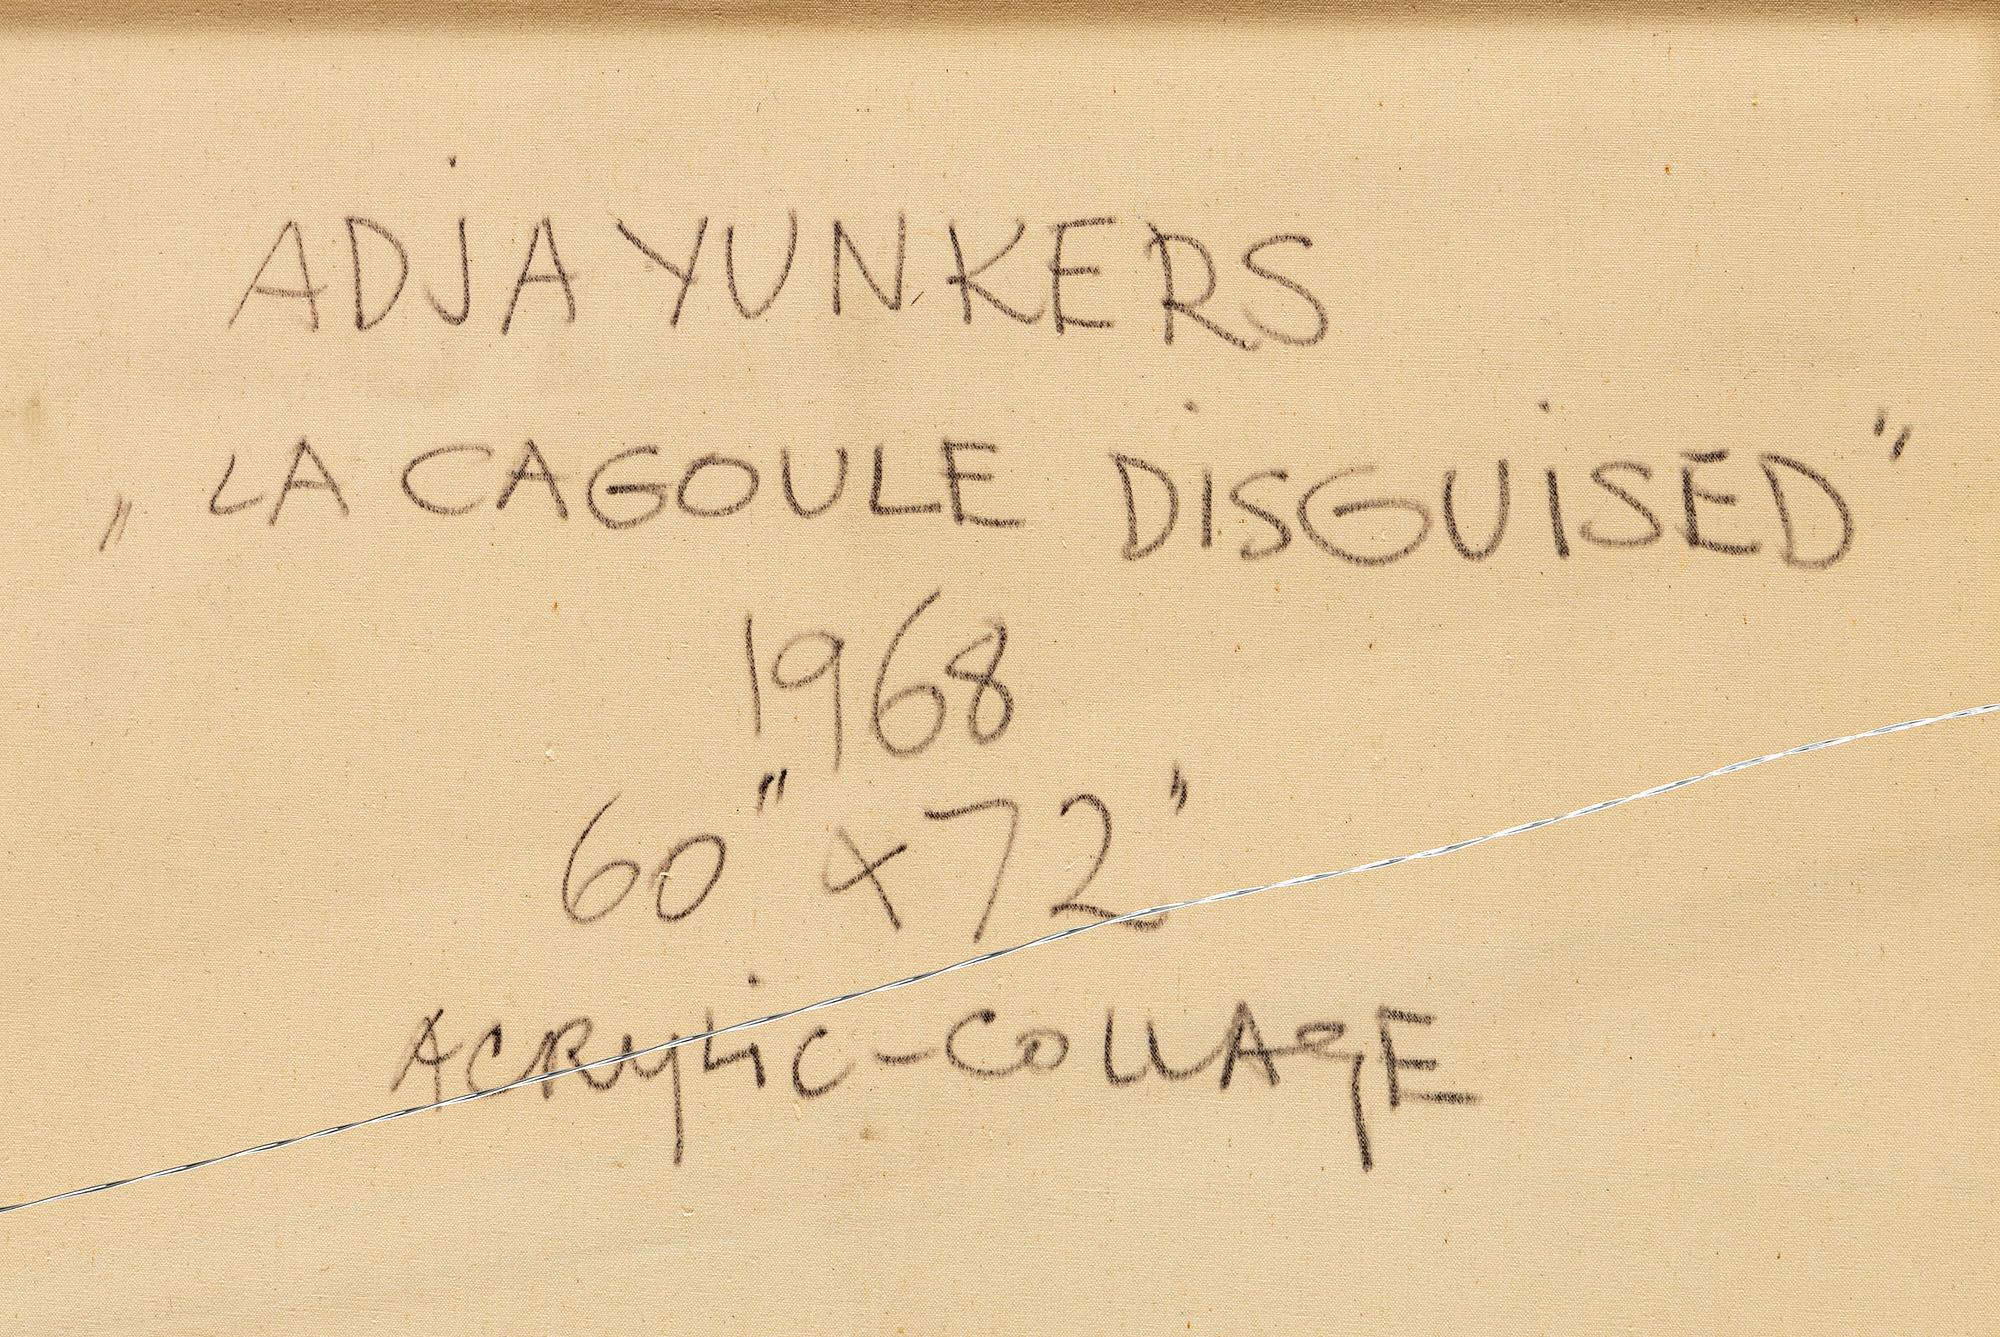 ADjA YUNKERS
„LA CAGOULE DiSGUiSED"
1968
60" x 72"
ACRyLiC-COLLAGE